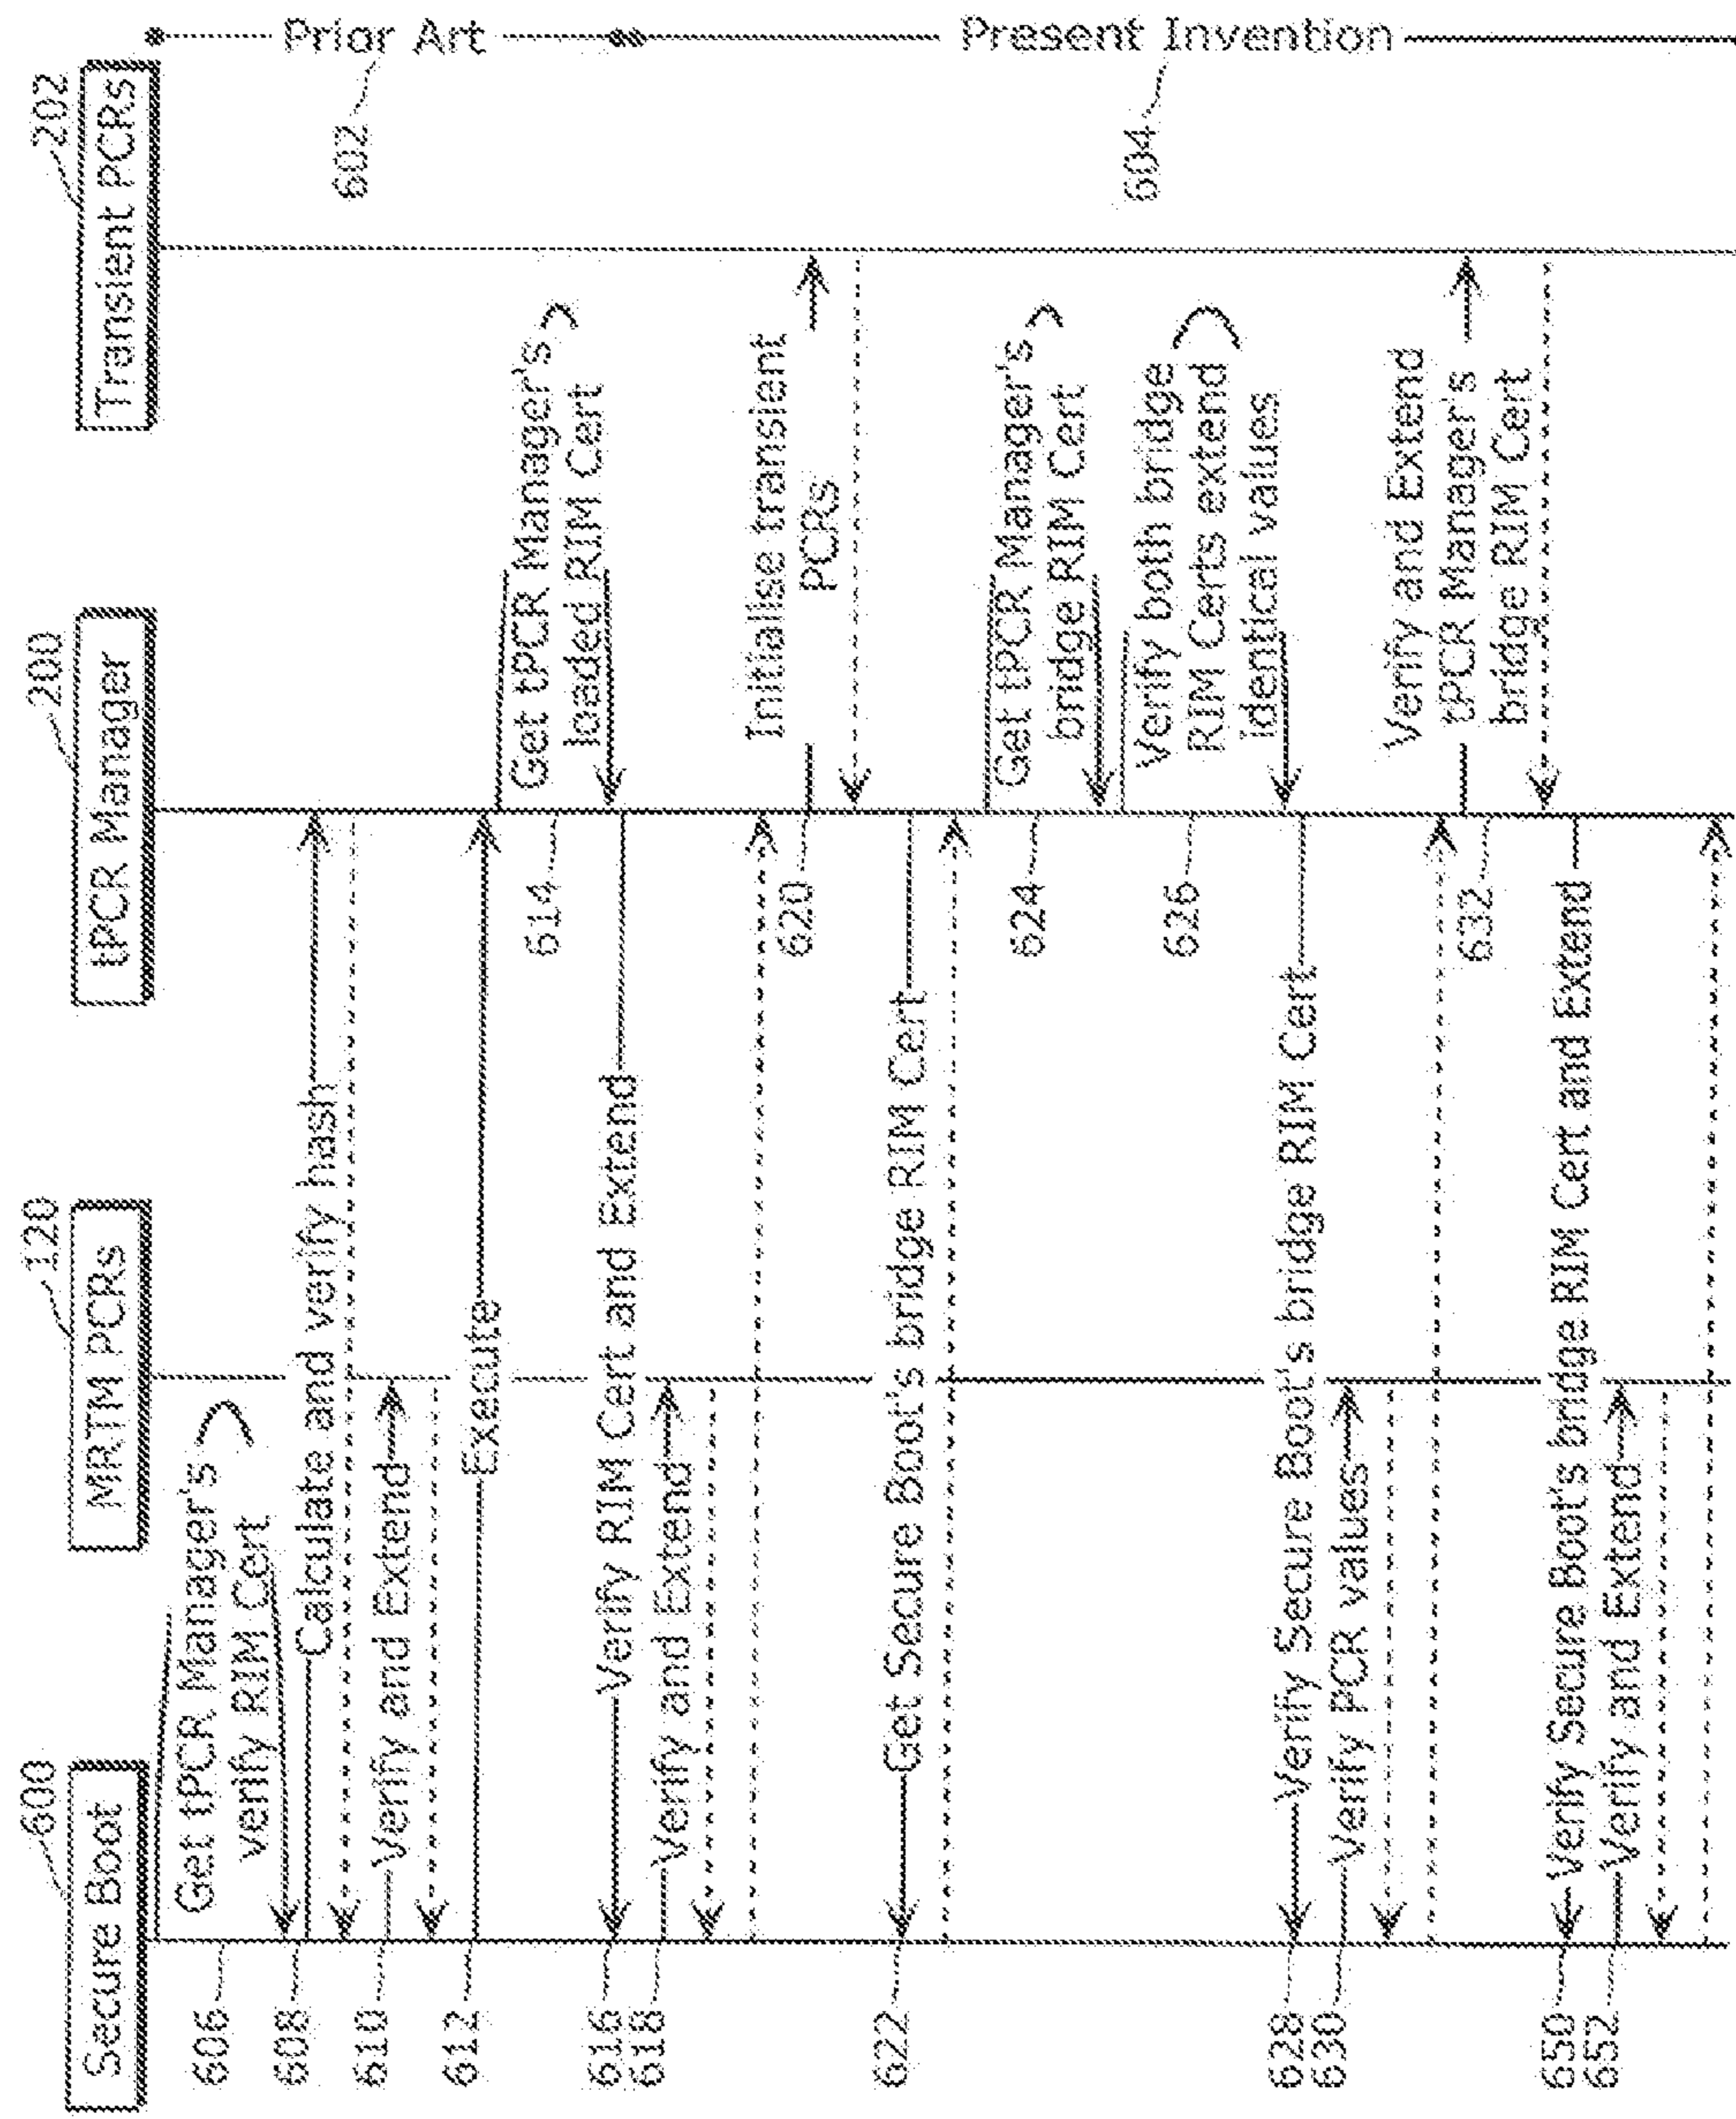 600
Secure Boot
120
MRTM PCRs
200
tPCR Manager
202
Transient PCRs
Prior Art
602
Present Invention
604
606
Get tPCR Manager's
verify RIM Cert
608
Calculate and verify hash
610
Verify and Extend
612
Execute
614
Get tPCR Manager's
loaded RIM Cert
616
Verify RIM Cert and Extend
618
Verify and Extend
620
Initialise transient
PCRs
622
Get Secure Boot's bridge RIM Cert
624
Get tPCR Manager's
bridge RIM Cert
626
Verify both bridge
RIM Certs extend
identical values
628
Verify Secure Boot's bridge RIM Cert
630
Verify PCR values
632
Verify and Extend
tPCR Manager's
bridge RIM Cert
650
Verify Secure Boot's bridge RIM Cert and Extend
652
Verify and Extend